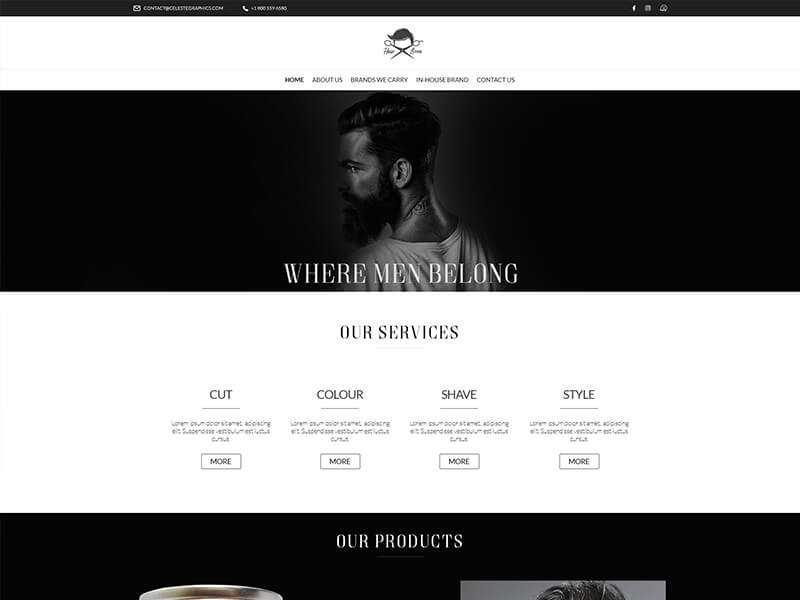 CONTACT@CELESTEGRAPHICS.COM +1 800 559 6580
HOME ABOUT US BRANDS WE CARRY IN-HOUSE BRAND CONTACT US
WHERE MEN BELONG
OUR SERVICES
CUT COLOUR SHAVE STYLE
Lorem ipsum dolor sit amet, adipiscing Lorem ipsum dolor sit amet, adipiscing Lorem ipsum dolor sit amet, adipiscing Lorem ipsum dolor sit amet, adipiscing
elit. Suspendisse vestibulum est luctus elit. Suspendisse vestibulum est luctus elit. Suspendisse vestibulum est luctus elit. Suspendisse vestibulum est luctus
cursus. cursus. cursus. cursus.
MORE MORE MORE MORE
OUR PRODUCTS